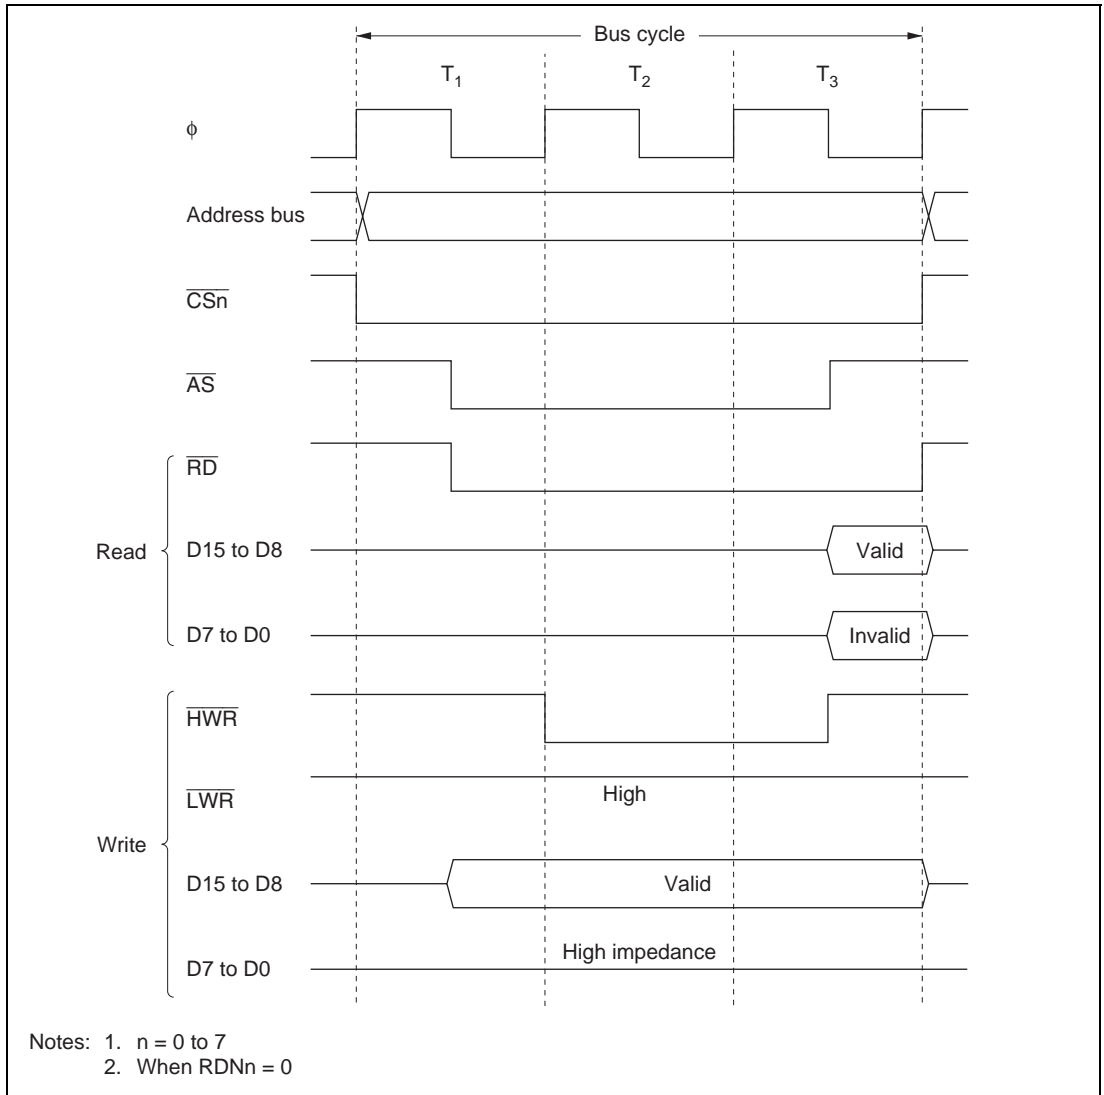 Bus cycle
T1 T2 T3
ϕ
Address bus
CSn
AS
RD
Read D15 to D8 Valid
D7 to D0 Invalid
HWR
LWR High
Write
D15 to D8 Valid
D7 to D0 High impedance
Notes: 1. n = 0 to 7
2. When RDNn = 0